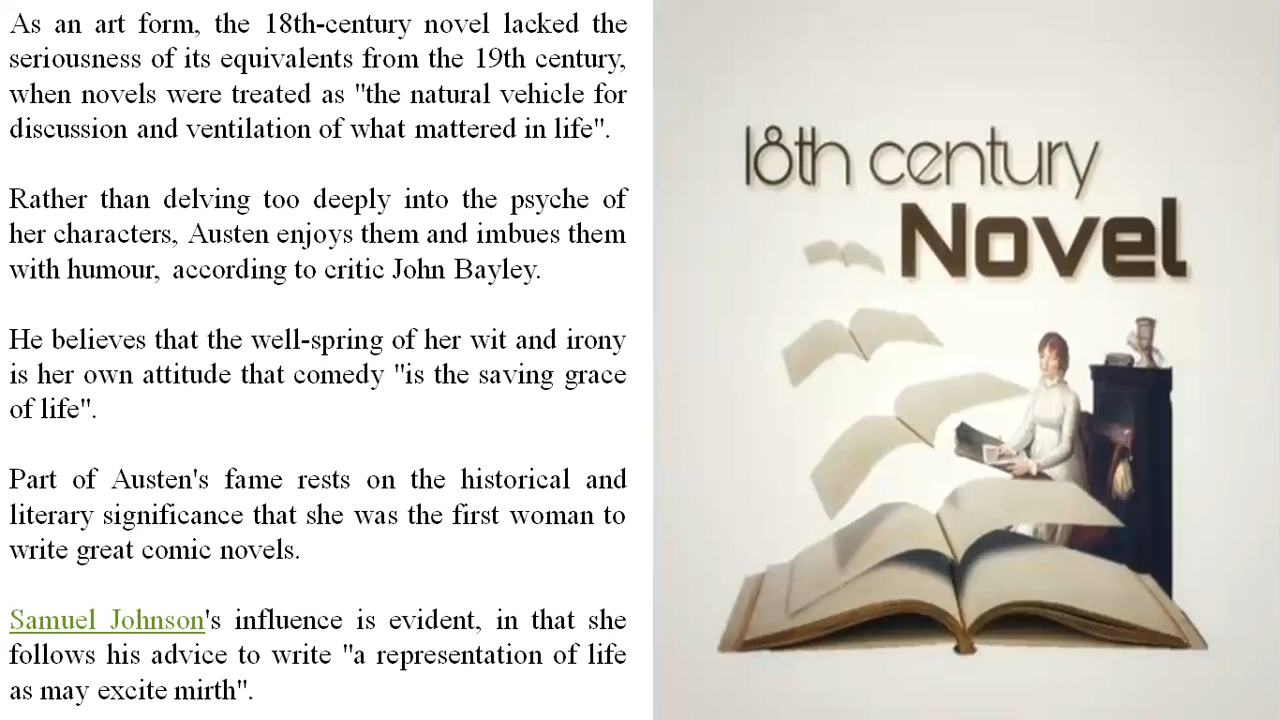 As an art form, the 18th-century novel lacked the
seriousness of its equivalents from the 19th century,
when novels were treated as "the natural vehicle for
discussion and ventilation of what mattered in life".
Rather than delving too deeply into the psyche of
her characters, Austen enjoys them and imbues them
with humour, according to critic John Bayley.
He believes that the well-spring of her wit and irony
is her own attitude that comedy "is the saving grace
of life".
Part of Austen's fame rests on the historical and
literary significance that she was the first woman to
write great comic novels.
Samuel Johnson's influence is evident, in that she
follows his advice to write "a representation of life
as may excite mirth".
18th century
Novel